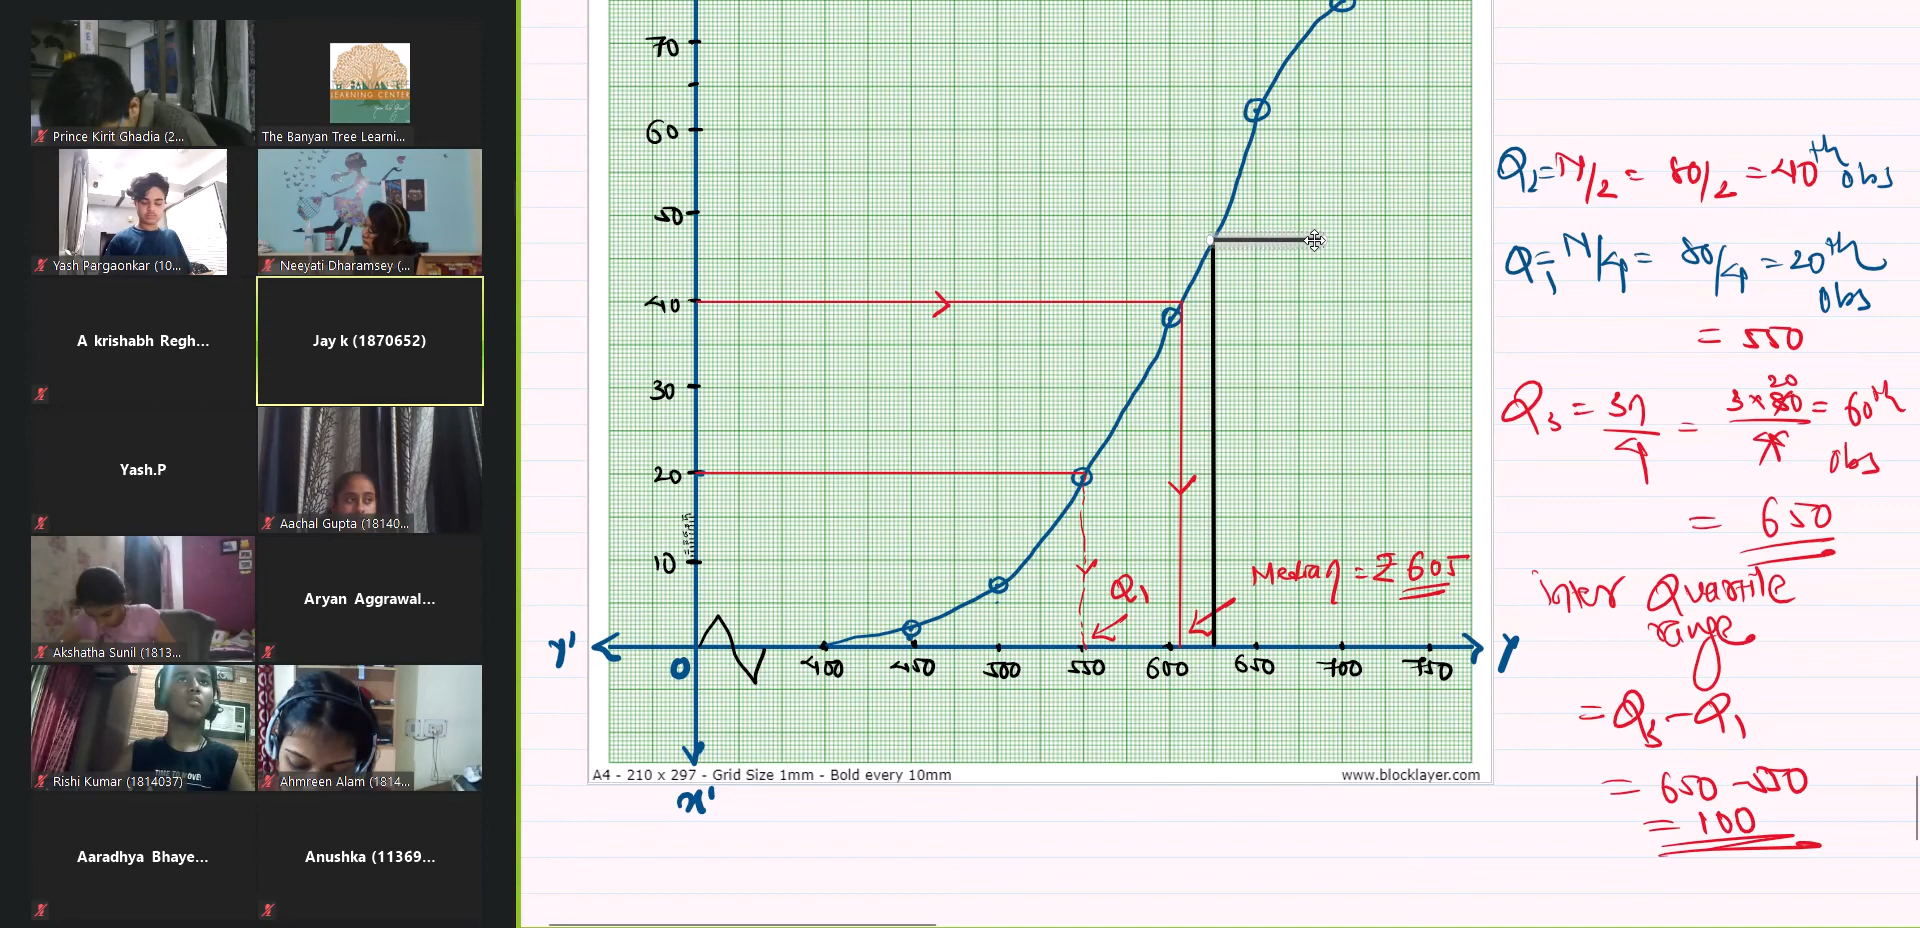 Prince Kirit Ghadia (2...
LEARNING CENTER
The Banyan Tree Learni...
Yash Pargaonkar (10...
Neeyati Dharamsey (...
A krishabh Regh...
Jay k (1870652)
Yash.P
Aachal Gupta (18140...
Akshatha Sunil (1813...
Aryan Aggrawal...
Rishi Kumar (1814037)
Ahmreen Alam (1814...
Aaradhya Bhaye...
Anushka (11369...
70
60
50
40
30
20
10
Q1
Median = ₹ 605
y'
0
400
450
500
550
600
650
700
750
y
A4 - 210 x 297 - Grid Size 1mm - Bold every 10mm
www.blocklayer.com
x'
Q2 = N/2 = 80/2 = 40th obs
Q1 = N/4 = 80/4 = 20th
obs
= 550
20
Q3 = 3n/4 = 3×80/4 = 60th
obs
= 650
inter Quartile
range
= Q3 - Q1
= 650 - 550
= 100